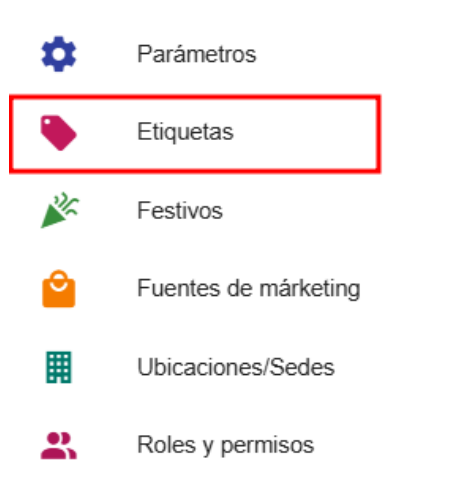 Parámetros
Etiquetas
Festivos
Fuentes de márketing
Ubicaciones/Sedes
Roles y permisos